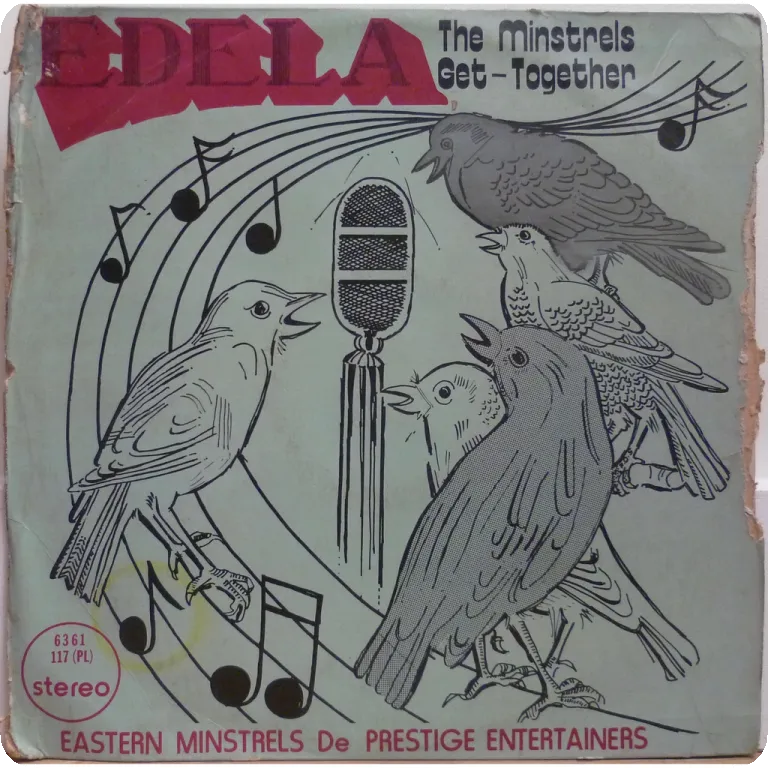 EDELA
The Minstrels
Get-Together
6361
117 (PL)
stereo
EASTERN MINSTRELS De PRESTIGE ENTERTAINERS